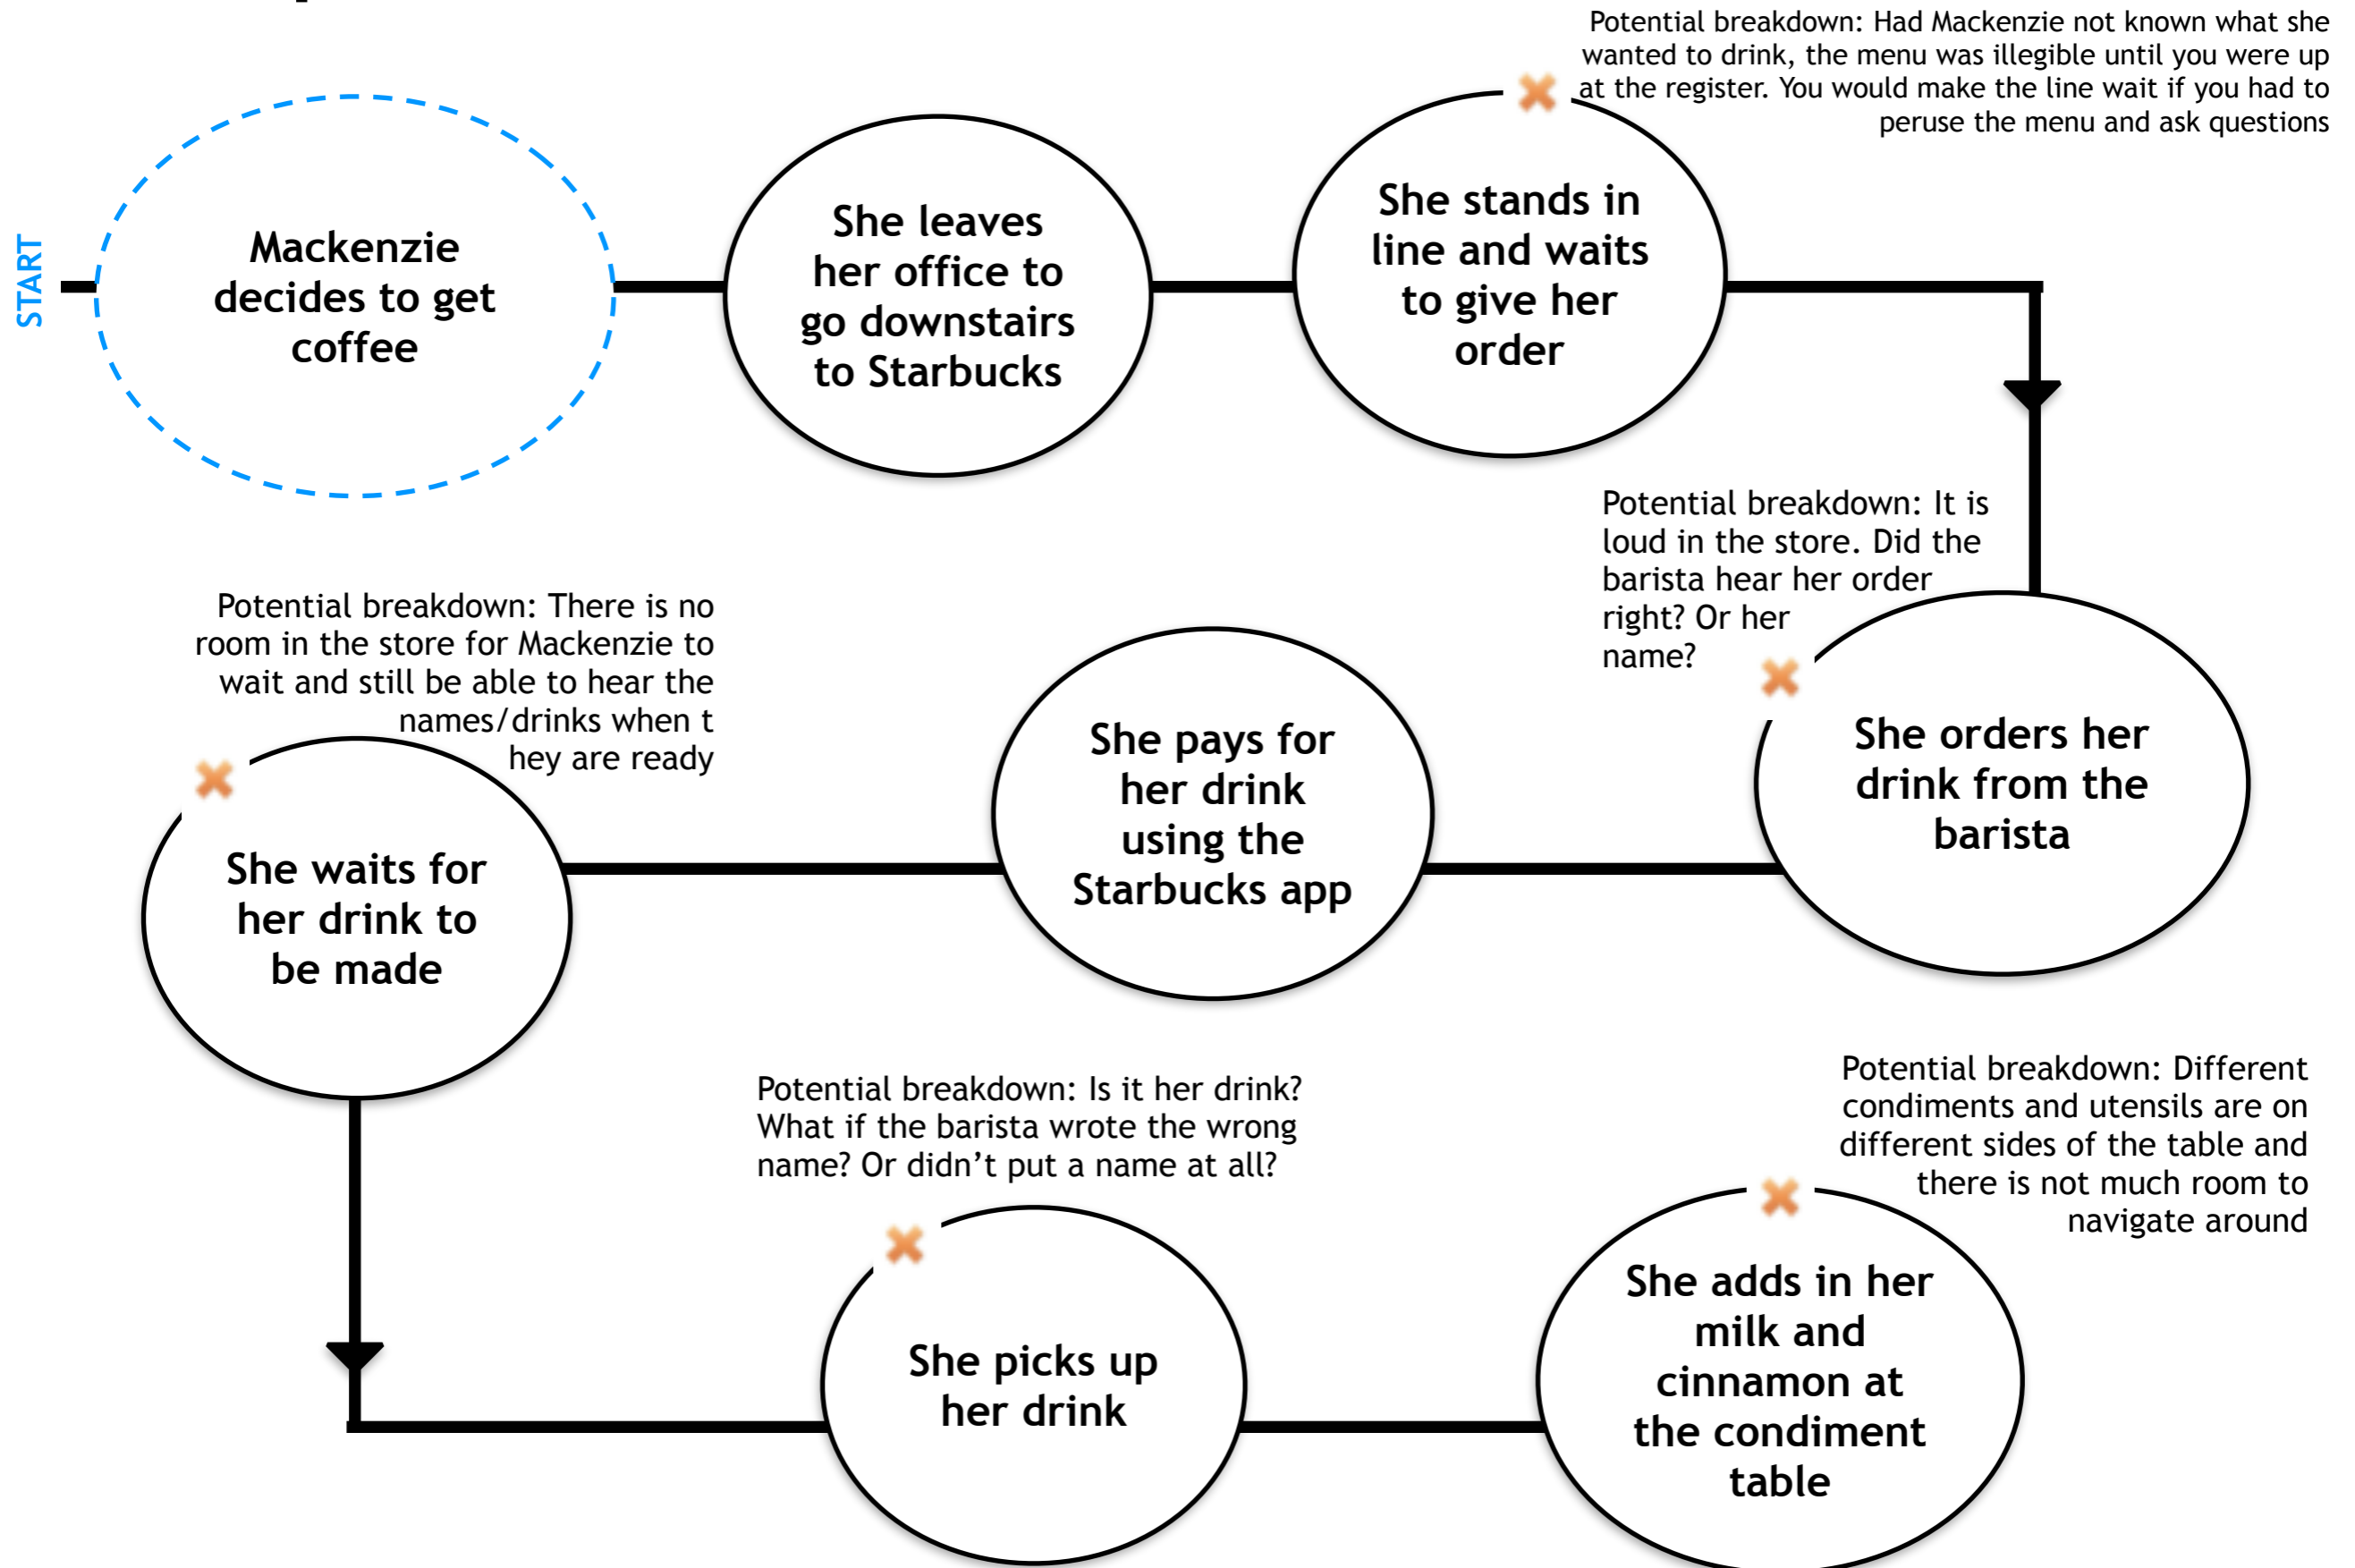 START
Mackenzie
decides to get
coffee
She leaves
her office to
go downstairs
to Starbucks
Potential breakdown: Had Mackenzie not known what she
wanted to drink, the menu was illegible until you were up
at the register. You would make the line wait if you had to
peruse the menu and ask questions
She stands in
line and waits
to give her
order
Potential breakdown: It is
loud in the store. Did the
barista hear her order
right? Or her
name?
She orders her
drink from the
barista
She pays for
her drink
using the
Starbucks app
Potential breakdown: There is no
room in the store for Mackenzie to
wait and still be able to hear the
names/drinks when t
hey are ready
She waits for
her drink to
be made
Potential breakdown: Is it her drink?
What if the barista wrote the wrong
name? Or didn’t put a name at all?
She picks up
her drink
Potential breakdown: Different
condiments and utensils are on
different sides of the table and
there is not much room to
navigate around
She adds in her
milk and
cinnamon at
the condiment
table